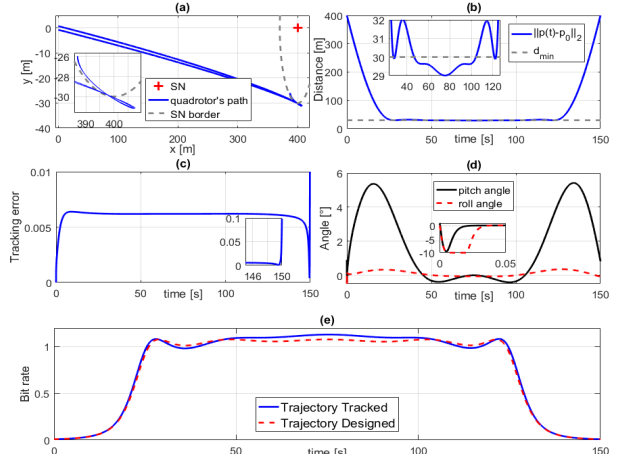 (a)
(b)
0
-10
-20
-30
-40
y [m]
-26
-28
-30
390
400
SN
quadrotor's path
SN border
0
100
200
300
400
x [m]
400
300
200
100
0
Distance [m]
32
31
30
29
40
60
80
100
120
||p(t)-p0||2
dmin
0
50
100
150
time [s]
(c)
(d)
0.01
0.005
0
Tracking error
0.1
0.05
0
146
150
0
50
100
150
time [s]
6
4
2
0
Angle [°]
pitch angle
roll angle
0
-5
-10
0
0
50
100
150
time [s]
(e)
1
0.5
0
Bit rate
Trajectory Tracked
Trajectory Designed
0
50
100
150
time [s]